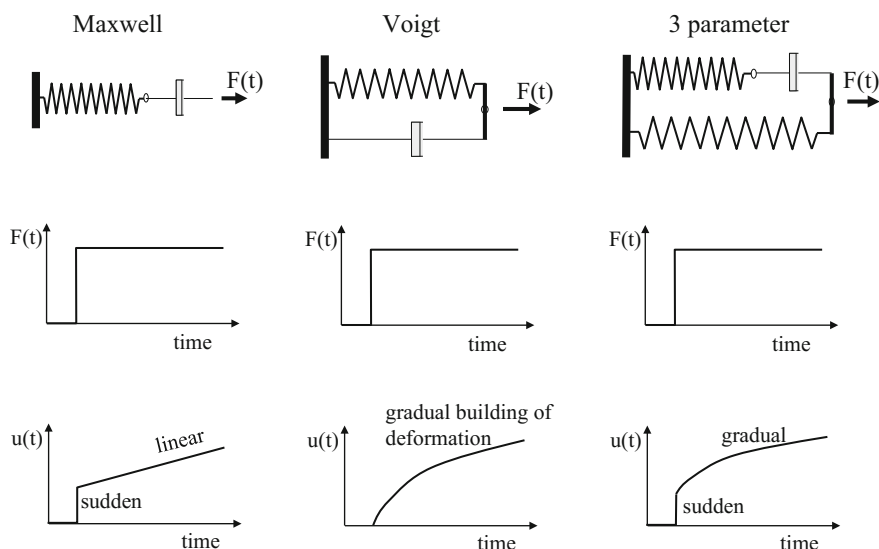 Maxwell
Voigt
3 parameter
F(t)
F(t)
F(t)
F(t)
time
F(t)
time
F(t)
time
u(t)
linear
sudden
time
u(t)
gradual building of
deformation
time
u(t)
gradual
sudden
time